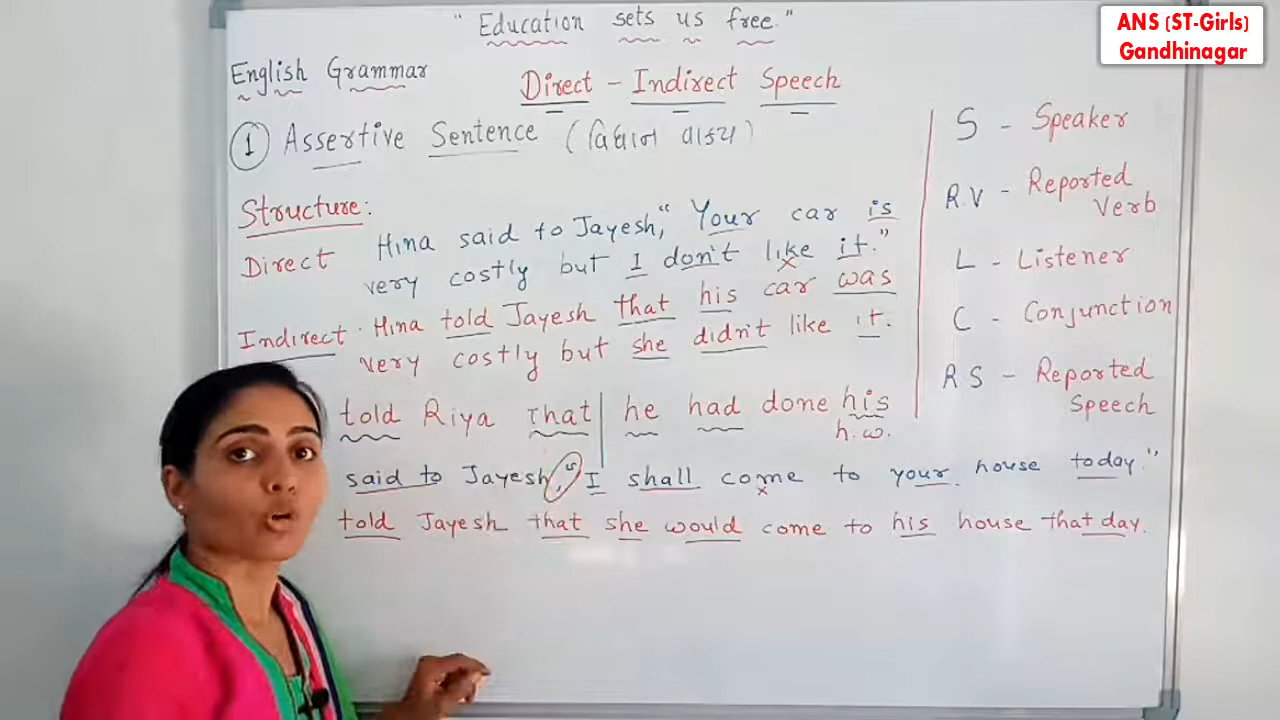 ANS (ST-Girls)
Gandhinagar
"Education sets us free."
English Grammar
Direct - Indirect Speech
① Assertive Sentence (વિધાન વાક્ય)
Structure:
Direct Hina said to Jayesh, "Your car is
very costly but I don't like it."
Indirect. Hina told Jayesh that his car was
very costly but she didn't like it.
told Riya that he had done his
h.w.
said to Jayesh, "I shall come to your house today."
told Jayesh that she would come to his house that day.
S - Speaker
R.V - Reported
Verb
L - Listener
C - Conjunction
R S - Reported
Speech